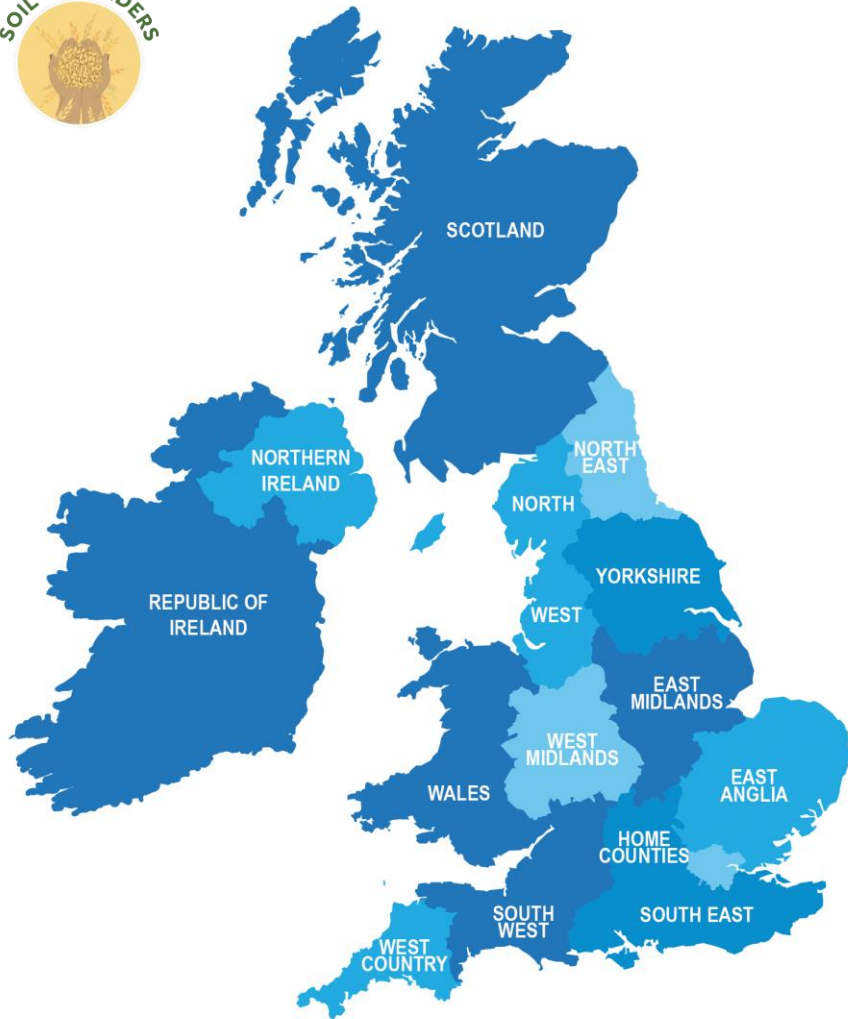 SOIL
SCOTLAND
NORTH
EAST
NORTHERN
IRELAND
NORTH
YORKSHIRE
REPUBLIC OF
IRELAND
WEST
EAST
MIDLANDS
WEST
MIDLANDS
EAST
ANGLIA
WALES
HOME
COUNTIES
SOUTH
WEST
SOUTH EAST
WEST
COUNTRY